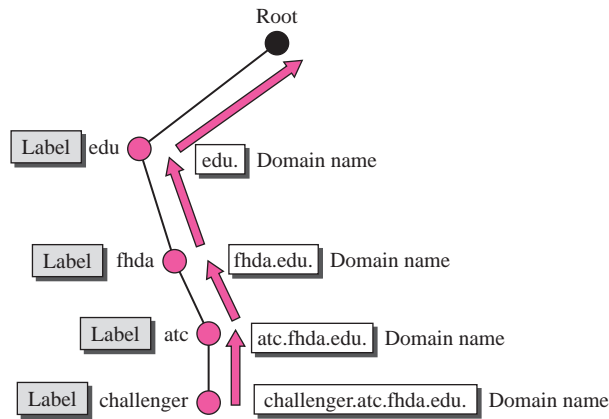 Root
Label edu edu. Domain name
Label fhda fhda.edu. Domain name
Label atc atc.fhda.edu. Domain name
Label challenger challenger.atc.fhda.edu. Domain name